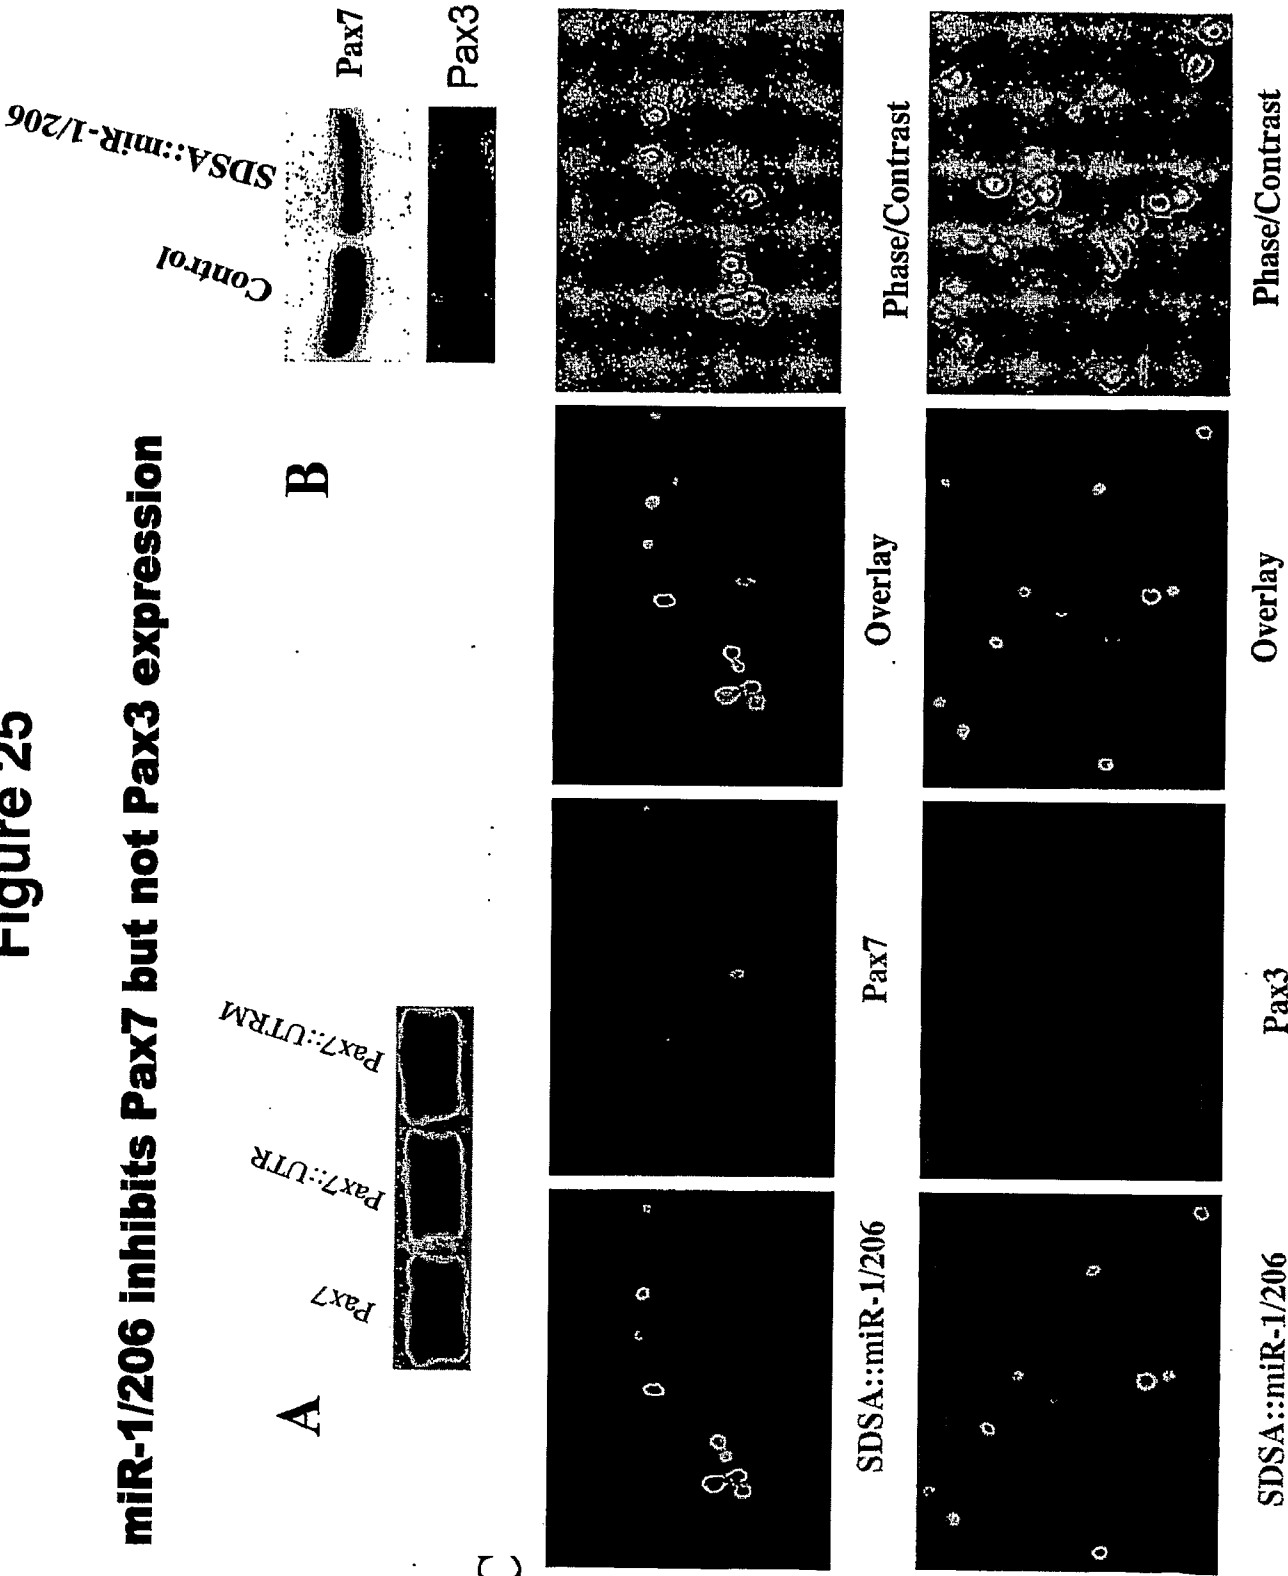 Figure 25
miR-1/206 inhibits Pax7 but not Pax3 expression
A
Pax7
Pax7::UTR
Pax7::UTRM
B
Control
SDSA::miR-1/206
Pax7
Pax3
SDSA::miR-1/206
Pax7
Overlay
Phase/Contrast
SDSA::miR-1/206
Pax3
Overlay
Phase/Contrast